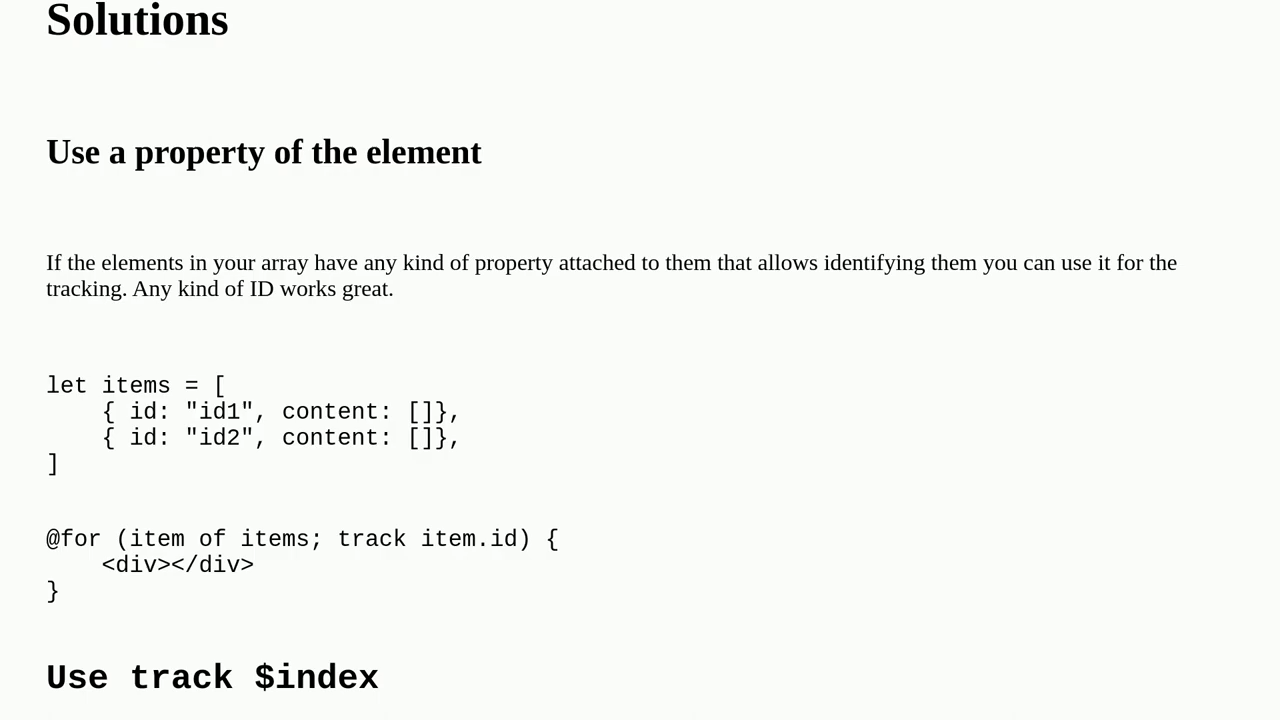 Solutions
Use a property of the element
If the elements in your array have any kind of property attached to them that allows identifying them you can use it for the
tracking. Any kind of ID works great.
let items = [
    { id: "id1", content: []},
    { id: "id2", content: []},
]
@for (item of items; track item.id) {
    <div></div>
}
Use track $index